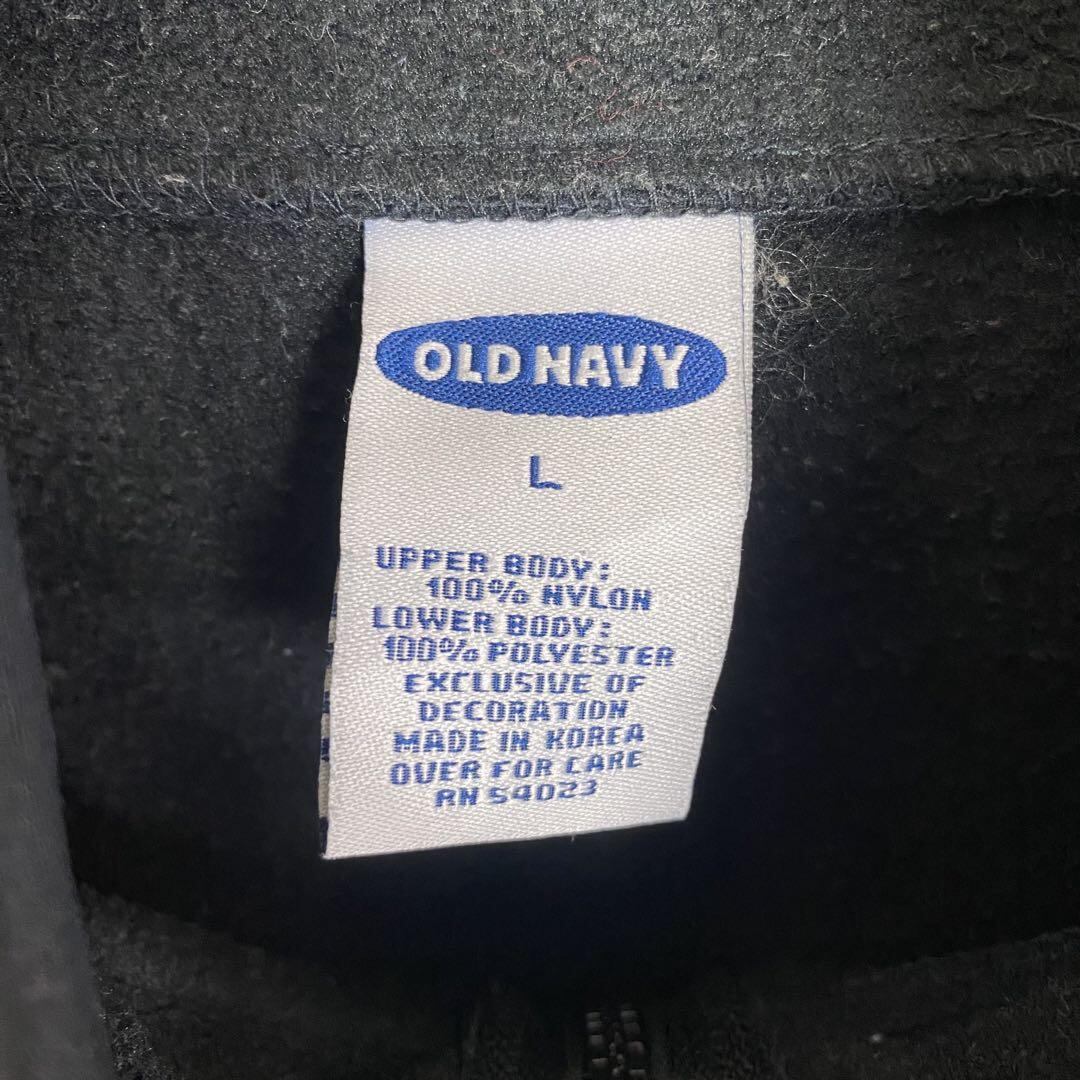 OLD NAVY
L
UPPER BODY:
100% NYLON
LOWER BODY:
100% POLYESTER
EXCLUSIVE OF
DECORATION
MADE IN KOREA
OVER FOR CARE
RN 54023